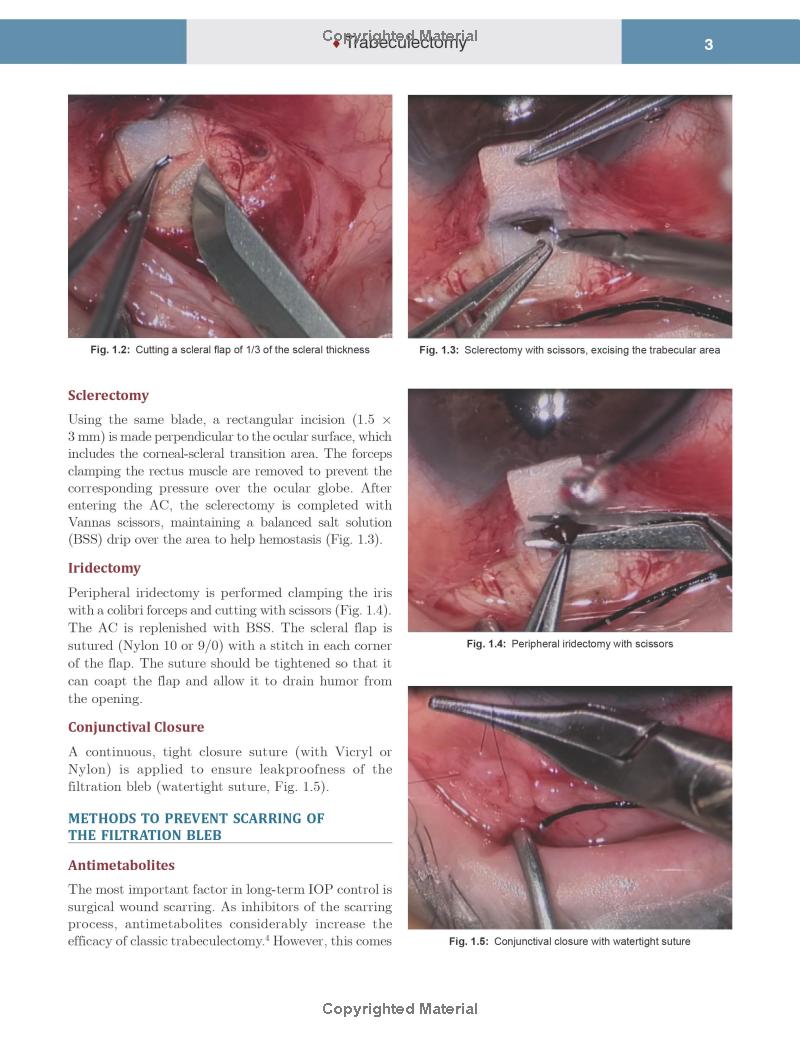 Copyrighted Material
♦ Trabeculectomy
3
Fig. 1.2: Cutting a scleral flap of 1/3 of the scleral thickness
Fig. 1.3: Sclerectomy with scissors, excising the trabecular area
Sclerectomy
Using the same blade, a rectangular incision (1.5 ×
3 mm) is made perpendicular to the ocular surface, which
includes the corneal-scleral transition area. The forceps
clamping the rectus muscle are removed to prevent the
corresponding pressure over the ocular globe. After
entering the AC, the sclerectomy is completed with
Vannas scissors, maintaining a balanced salt solution
(BSS) drip over the area to help hemostasis (Fig. 1.3).
Iridectomy
Peripheral iridectomy is performed clamping the iris
with a colibri forceps and cutting with scissors (Fig. 1.4).
The AC is replenished with BSS. The scleral flap is
sutured (Nylon 10 or 9/0) with a stitch in each corner
of the flap. The suture should be tightened so that it
can coapt the flap and allow it to drain humor from
the opening.
Conjunctival Closure
A continuous, tight closure suture (with Vicryl or
Nylon) is applied to ensure leakproofness of the
filtration bleb (watertight suture, Fig. 1.5).
METHODS TO PREVENT SCARRING OF
THE FILTRATION BLEB
Antimetabolites
The most important factor in long-term IOP control is
surgical wound scarring. As inhibitors of the scarring
process, antimetabolites considerably increase the
efficacy of classic trabeculectomy.⁴ However, this comes
Fig. 1.4: Peripheral iridectomy with scissors
Fig. 1.5: Conjunctival closure with watertight suture
Copyrighted Material